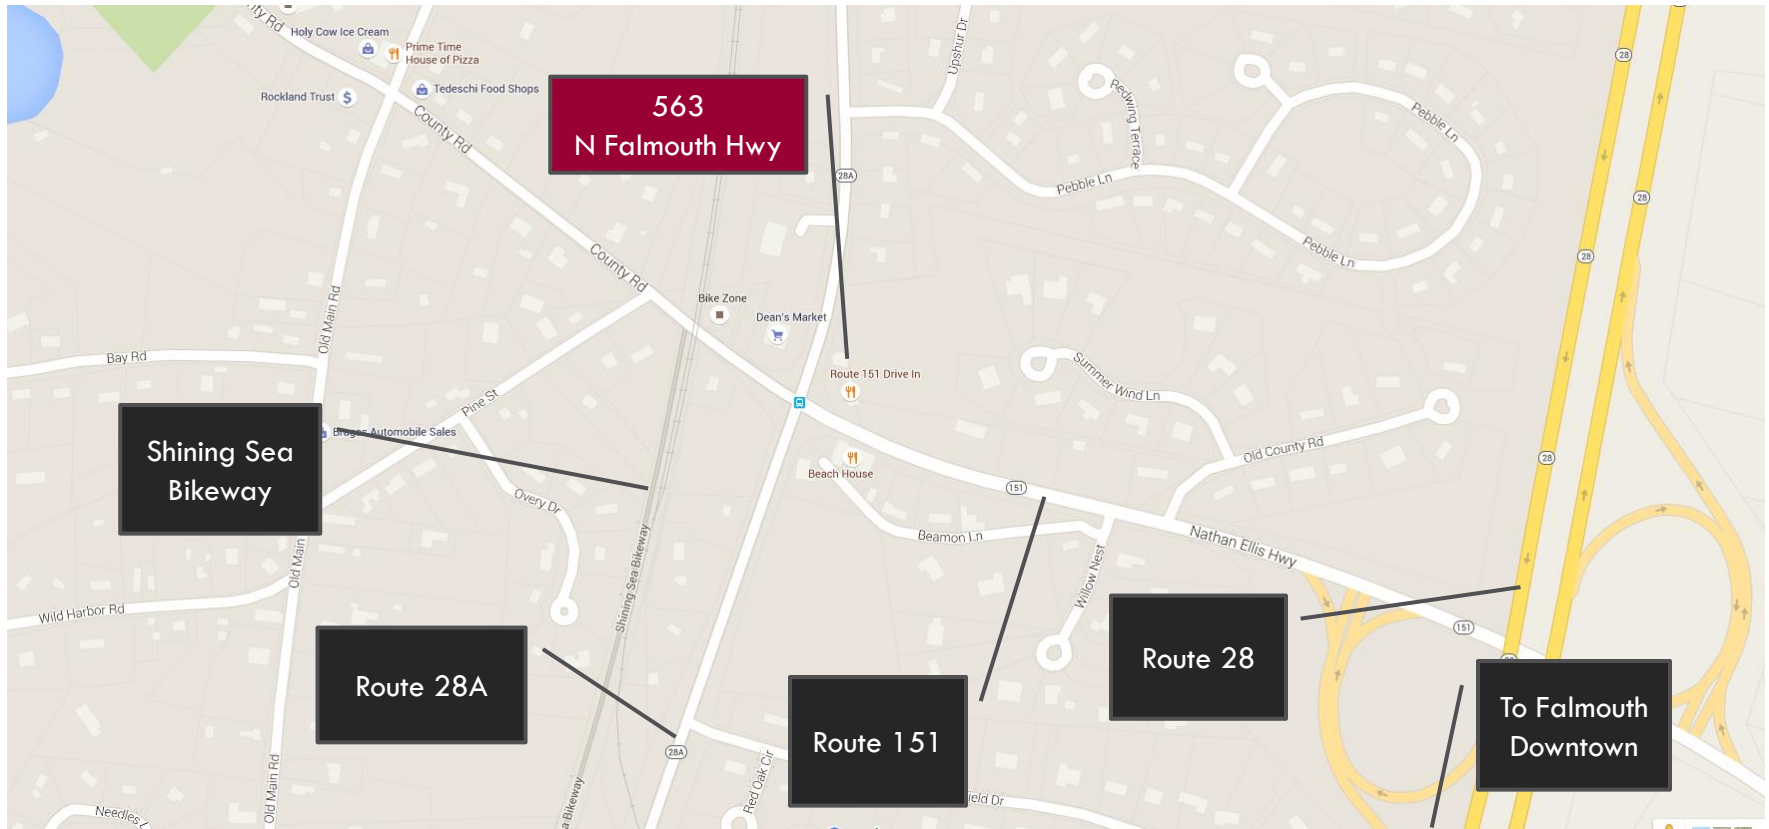 nty Rd
Holy Cow Ice Cream
Prime Time
House of Pizza
Rockland Trust
Tedeschi Food Shops
County Rd
563
N Falmouth Hwy
28A
Upshur Dr
Redwing Terrace
Pebble Ln
Pebble Ln
Pebble Ln
28
28
28
28
County Rd
Bike Zone
Dean's Market
Old Main Rd
Bay Rd
Route 151 Drive In
Summer Wind Ln
Old County Rd
Pine St
Shining Sea
Bikeway
Automobile Sales
Beach House
151
Overy Dr
Beamon Ln
Nathan Ellis Hwy
Old Main
Shining Sea Bikeway
Willow Nest
Wild Harbor Rd
151
Route 28A
Route 151
Route 28
To Falmouth
Downtown
28A
Old Main Rd
a Bikeway
Red Oak Cir
ield Dr
Needles